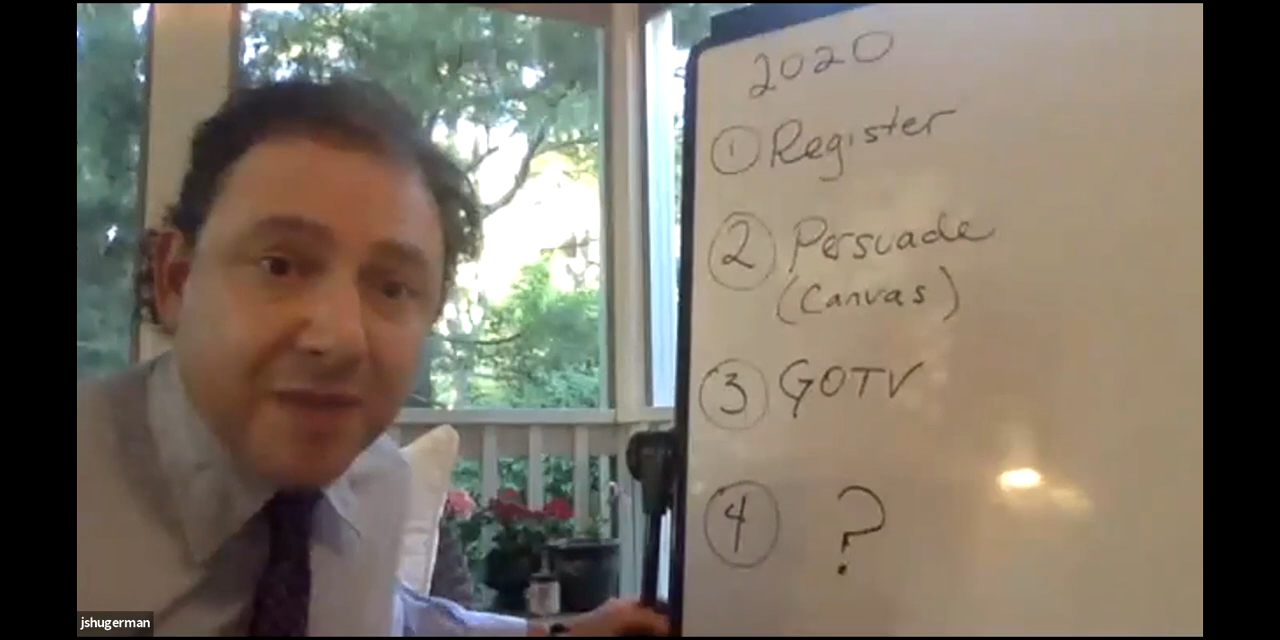 2020
① Register
② Persuade
(Canvas)
③ GOTV
④ ?
jshugerman